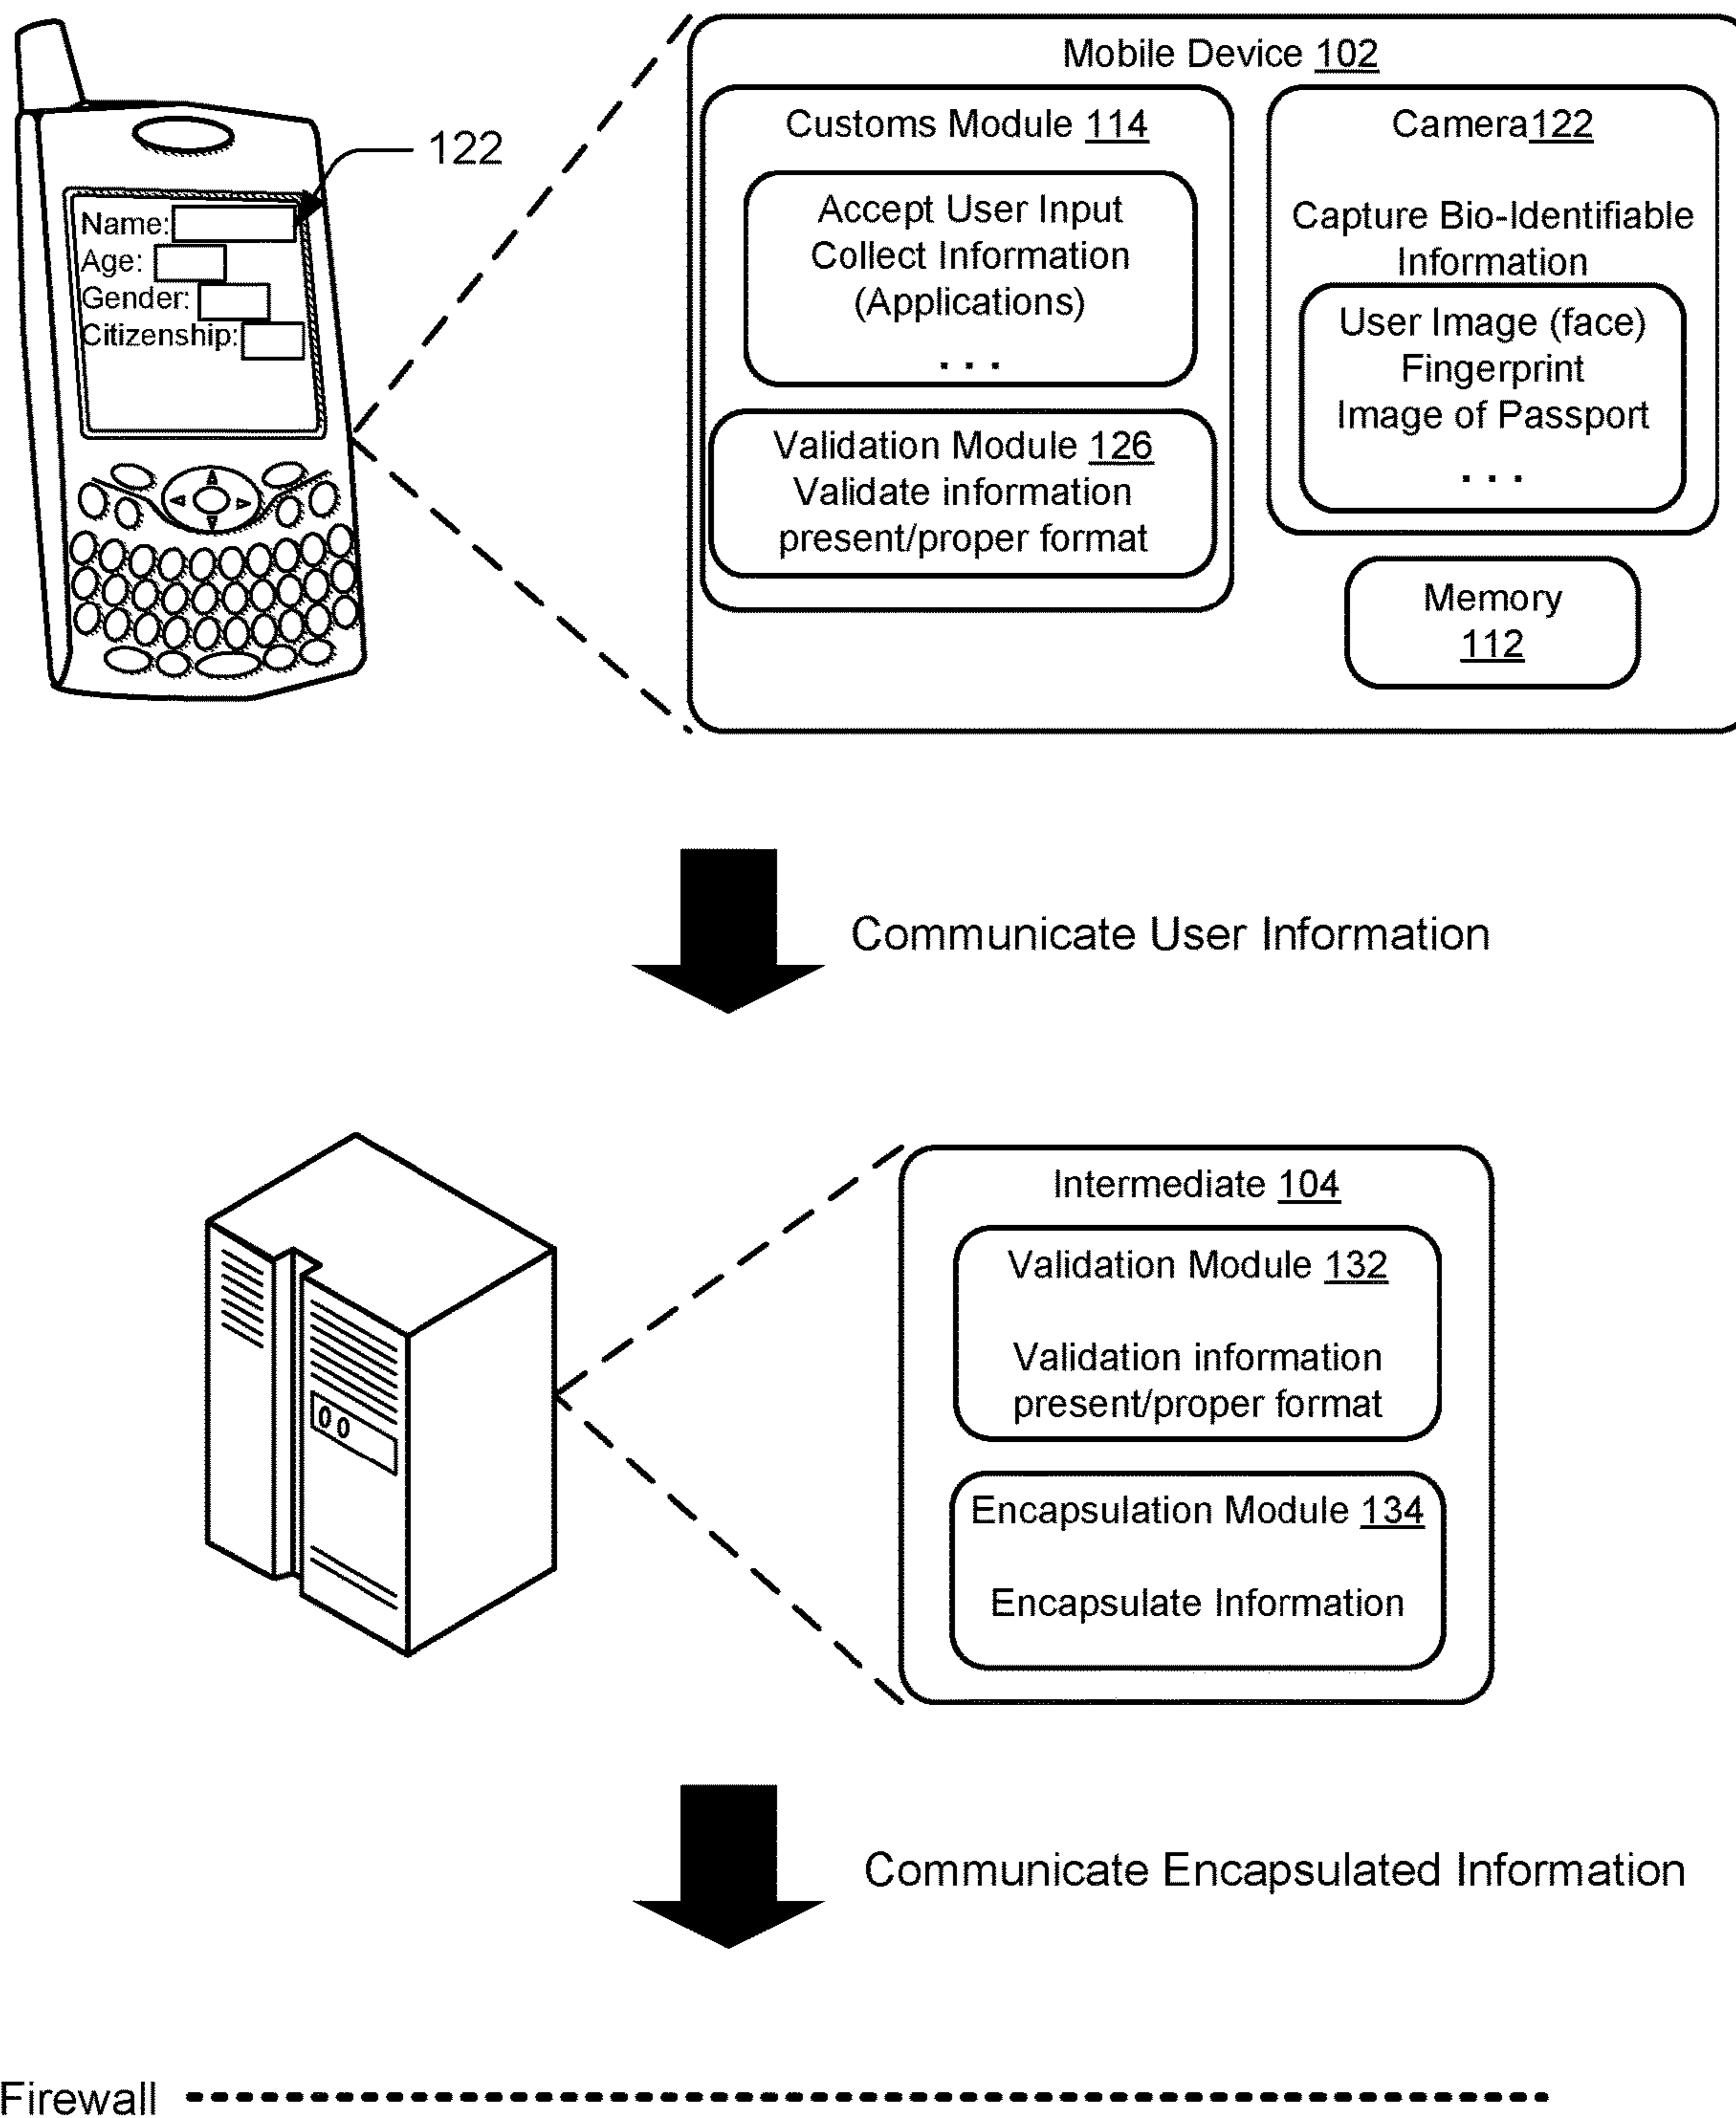 122
Name:
Age:
Gender:
Citizenship:
Mobile Device 102
Customs Module 114
Accept User Input
Collect Information
(Applications)
. . .
Validation Module 126
Validate information
present/proper format
Camera122
Capture Bio-Identifiable
Information
User Image (face)
Fingerprint
Image of Passport
. . .
Memory
112
Communicate User Information
Intermediate 104
Validation Module 132
Validation information
present/proper format
Encapsulation Module 134
Encapsulate Information
Communicate Encapsulated Information
Firewall